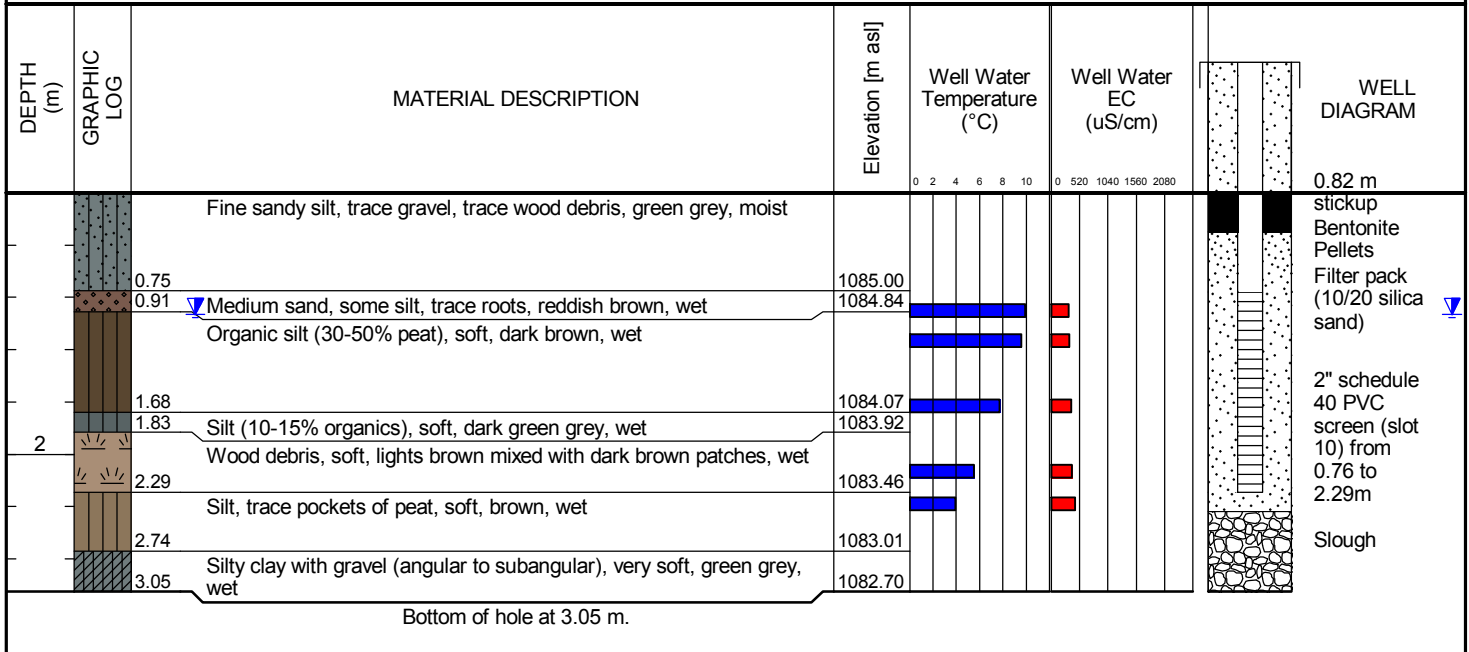 DEPTH
(m)
GRAPHIC
LOG
MATERIAL DESCRIPTION
Elevation [m asl]
Well Water
Temperature
(°C)
0 2 4 6 8 10
Well Water
EC
(uS/cm)
0 520 1040 1560 2080
WELL
DIAGRAM
Fine sandy silt, trace gravel, trace wood debris, green grey, moist
0.75 1085.00
0.91 Medium sand, some silt, trace roots, reddish brown, wet 1084.84
Organic silt (30-50% peat), soft, dark brown, wet
1.68 1084.07
1.83 Silt (10-15% organics), soft, dark green grey, wet 1083.92
2 Wood debris, soft, lights brown mixed with dark brown patches, wet
2.29 1083.46
Silt, trace pockets of peat, soft, brown, wet
2.74 1083.01
Silty clay with gravel (angular to subangular), very soft, green grey,
3.05 wet 1082.70
Bottom of hole at 3.05 m.
0.82 m
stickup
Bentonite
Pellets
Filter pack
(10/20 silica
sand)
2" schedule
40 PVC
screen (slot
10) from
0.76 to
2.29m
Slough